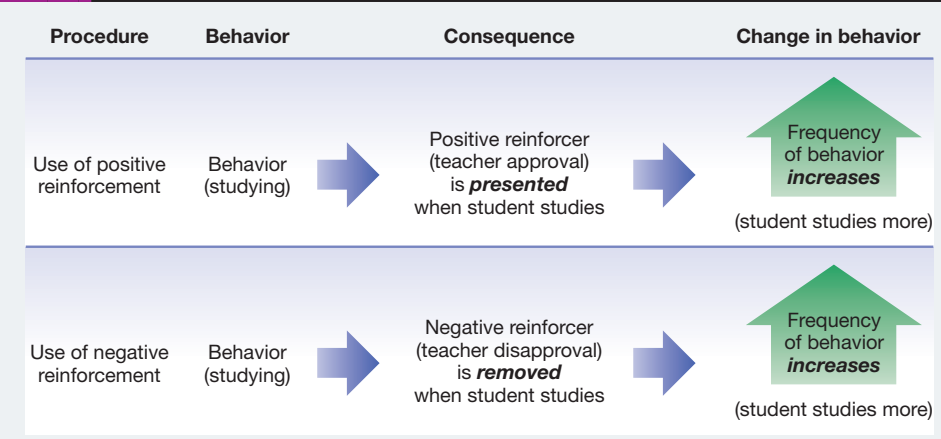 Procedure Behavior Consequence Change in behavior
Use of positive
reinforcement
Behavior
(studying)
Positive reinforcer
(teacher approval)
is presented
when student studies
Frequency
of behavior
increases
(student studies more)
Use of negative
reinforcement
Behavior
(studying)
Negative reinforcer
(teacher disapproval)
is removed
when student studies
Frequency
of behavior
increases
(student studies more)